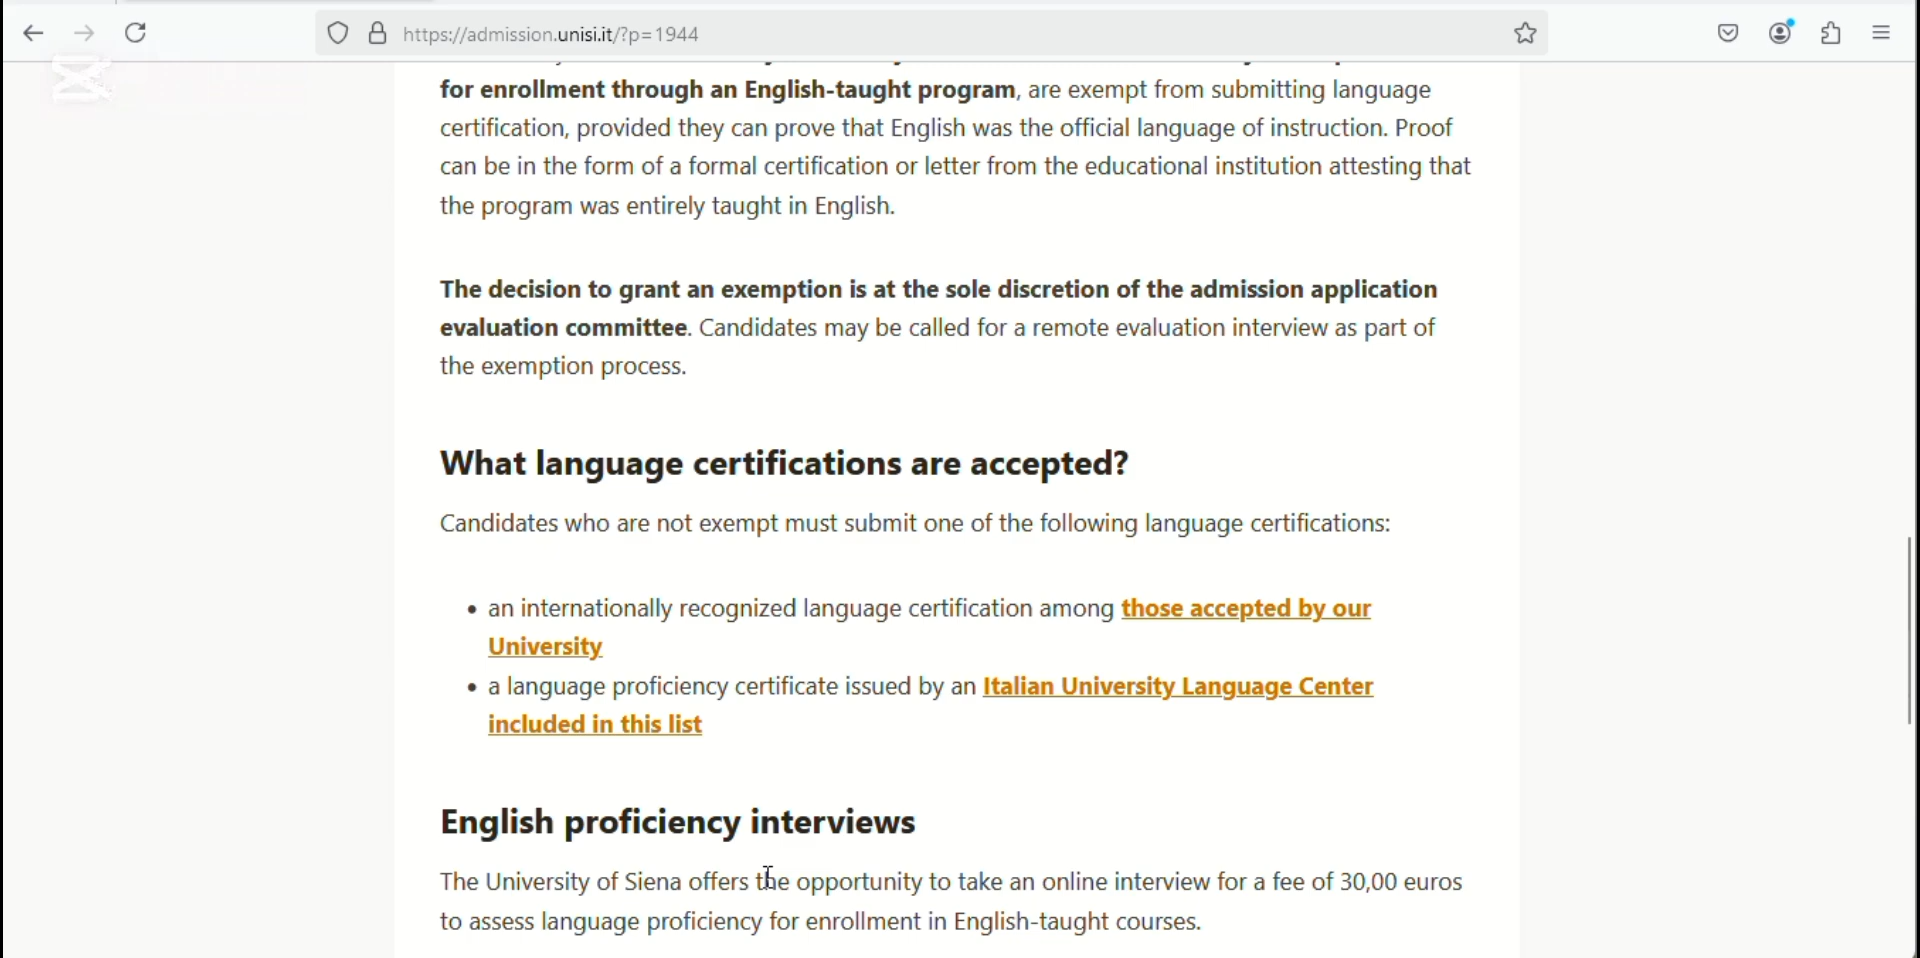 https://admission.unisi.it/?p=1944
for enrollment through an English-taught program, are exempt from submitting language
certification, provided they can prove that English was the official language of instruction. Proof
can be in the form of a formal certification or letter from the educational institution attesting that
the program was entirely taught in English.
The decision to grant an exemption is at the sole discretion of the admission application
evaluation committee. Candidates may be called for a remote evaluation interview as part of
the exemption process.
What language certifications are accepted?
Candidates who are not exempt must submit one of the following language certifications:
• an internationally recognized language certification among those accepted by our
University
• a language proficiency certificate issued by an Italian University Language Center
included in this list
English proficiency interviews
The University of Siena offers the opportunity to take an online interview for a fee of 30,00 euros
to assess language proficiency for enrollment in English-taught courses.